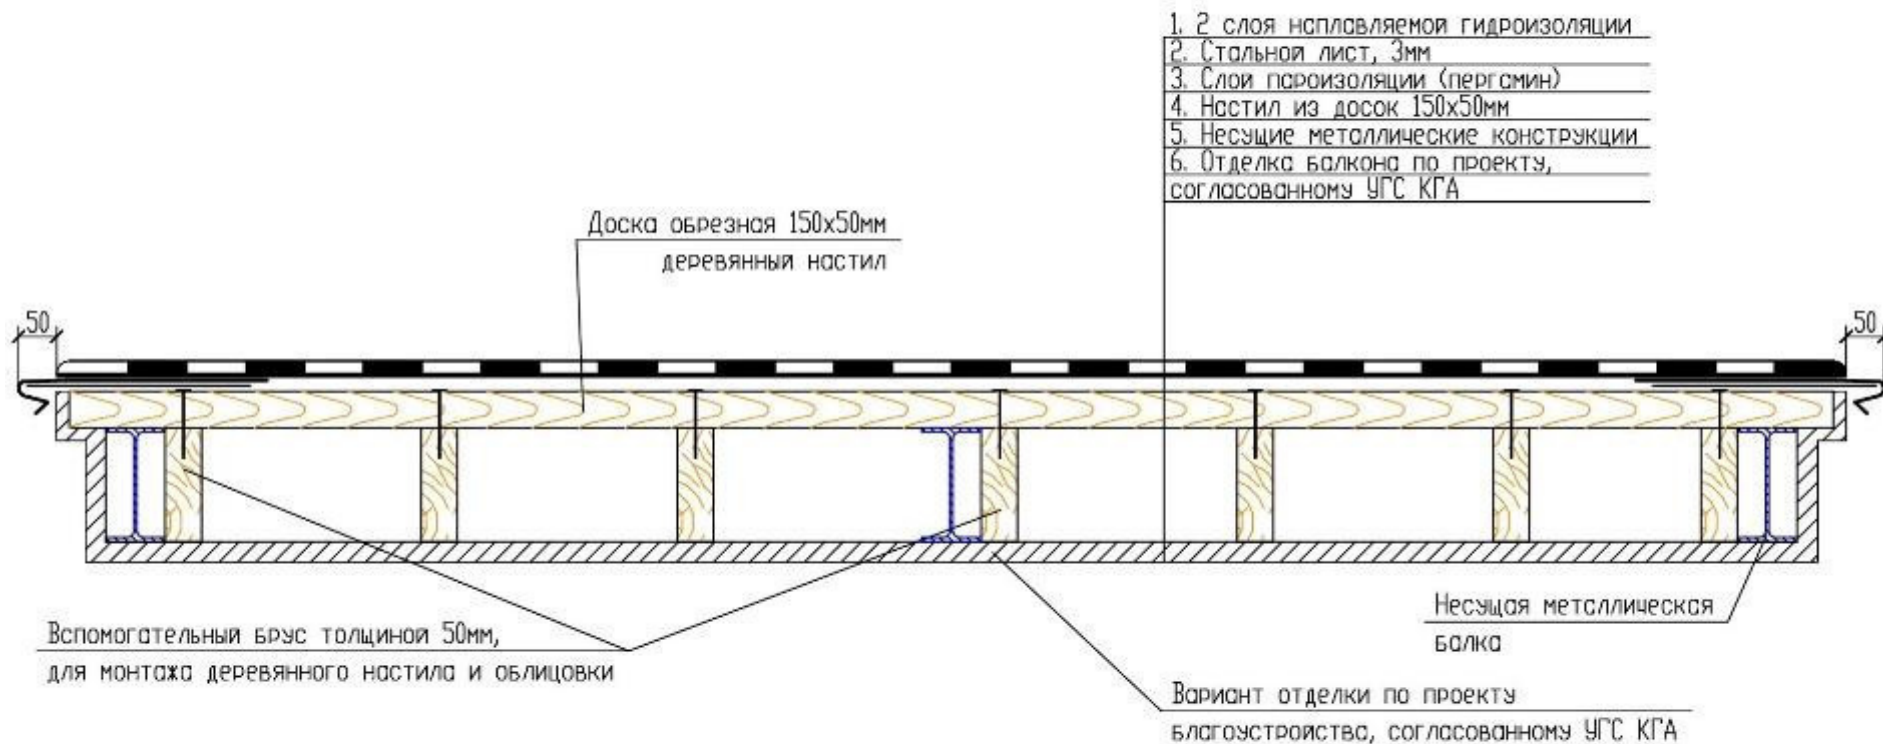 1. 2 слоя наплавляемой гидроизоляции
2. Стальной лист, 3мм
3. Слой пароизоляции (пергамин)
4. Настил из досок 150х50мм
5. Несущие металлические конструкции
6. Отделка балкона по проекту,
согласованному УГС КГА
Доска обрезная 150х50мм
деревянный настил
50
50
Вспомогательный брус толщиной 50мм,
для монтажа деревянного настила и облицовки
Несущая металлическая
балка
Вариант отделки по проекту
благоустройства, согласованному УГС КГА